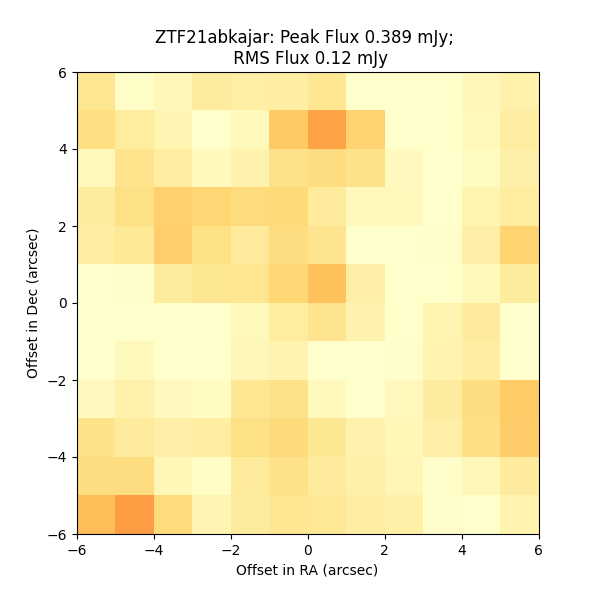 ZTF21abkajar: Peak Flux 0.389 mJy;
RMS Flux 0.12 mJy
6
4
2
0
−2
−4
−6
Offset in Dec (arcsec)
−6 −4 −2 0 2 4 6
Offset in RA (arcsec)